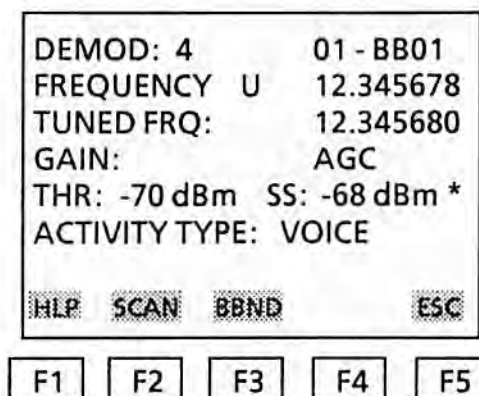 DEMOD: 4 01 - BB01
FREQUENCY U 12.345678
TUNED FRQ: 12.345680
GAIN: AGC
THR: -70 dBm SS: -68 dBm *
ACTIVITY TYPE: VOICE
HLP SCAN BBND ESC
F1 F2 F3 F4 F5